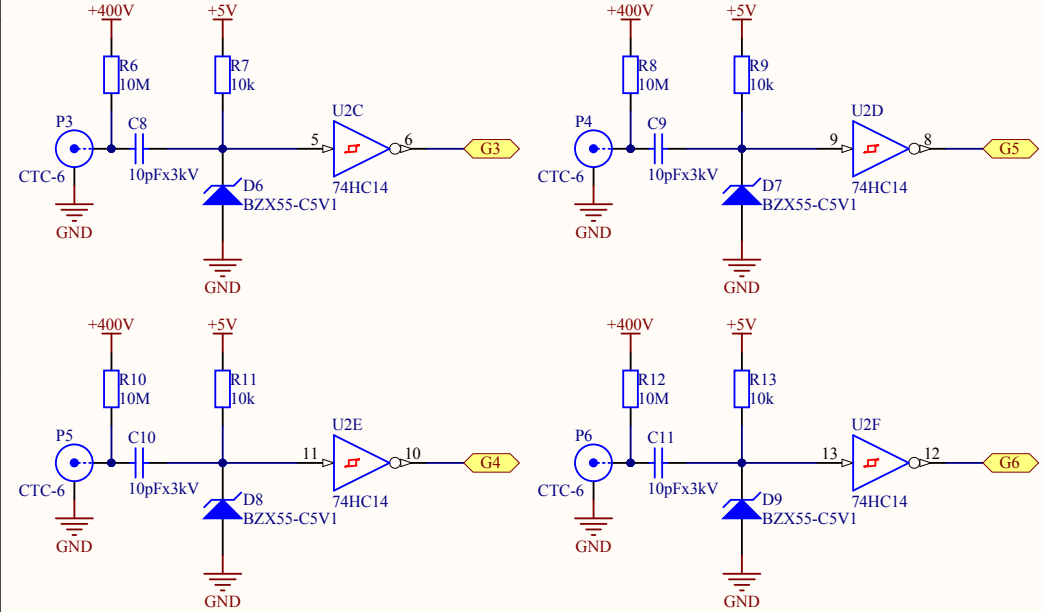 +400V
+5V
R6
10M
R7
10k
P3
C8
U2C
5
6
G3
CTC-6
10pFx3kV
74HC14
D6
BZX55-C5V1
GND
GND
+400V
+5V
R8
10M
R9
10k
P4
C9
U2D
9
8
G5
CTC-6
10pFx3kV
74HC14
D7
BZX55-C5V1
GND
GND
+400V
+5V
R10
10M
R11
10k
P5
C10
U2E
11
10
G4
CTC-6
10pFx3kV
74HC14
D8
BZX55-C5V1
GND
GND
+400V
+5V
R12
10M
R13
10k
P6
C11
U2F
13
12
G6
CTC-6
10pFx3kV
74HC14
D9
BZX55-C5V1
GND
GND